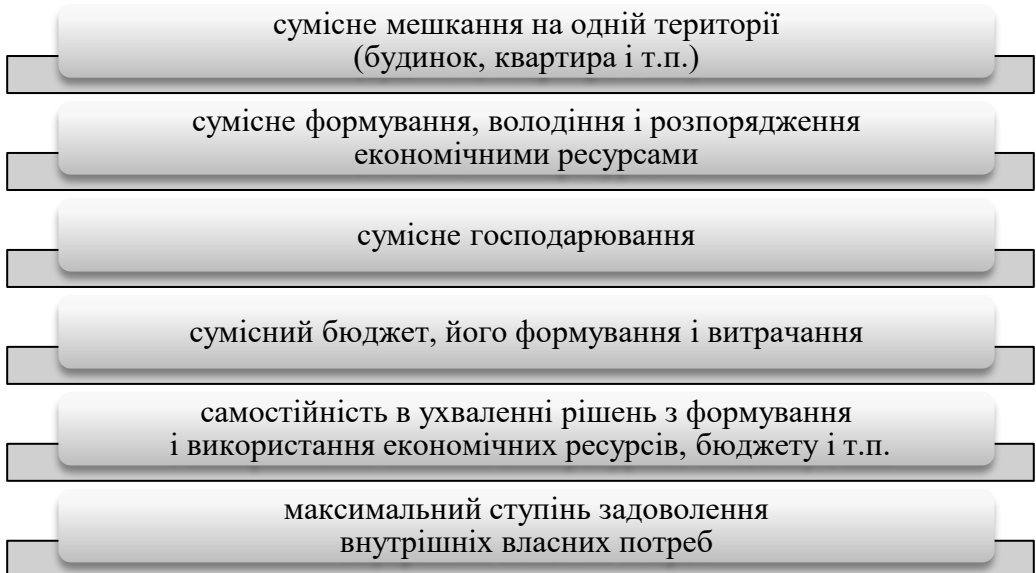 сумісне мешкання на одній території
(будинок, квартира і т.п.)
сумісне формування, володіння і розпорядження
економічними ресурсами
сумісне господарювання
сумісний бюджет, його формування і витрачання
самостійність в ухваленні рішень з формування
і використання економічних ресурсів, бюджету і т.п.
максимальний ступінь задоволення
внутрішніх власних потреб